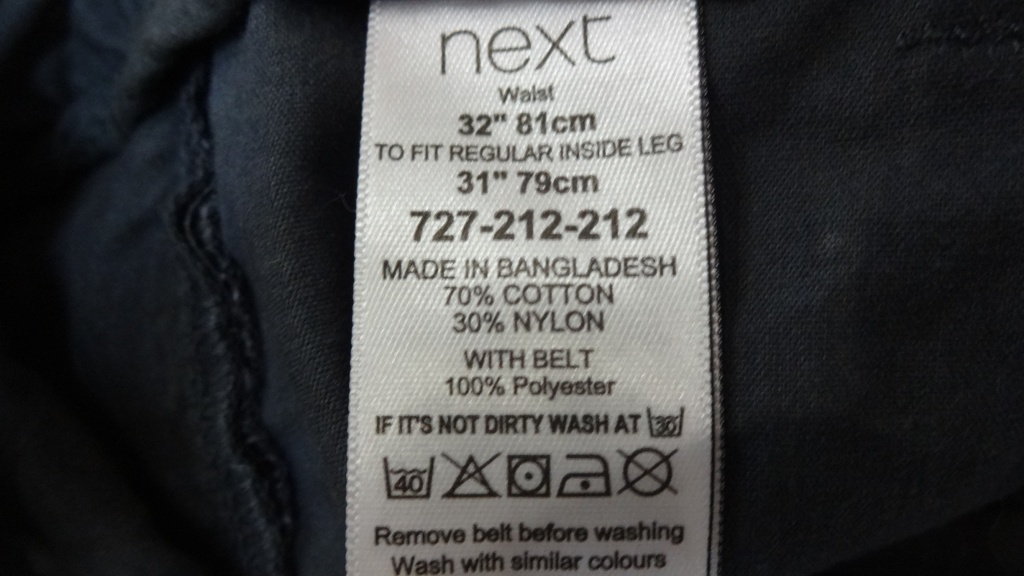 next
Waist
32" 81cm
TO FIT REGULAR INSIDE LEG
31" 79cm
727-212-212
MADE IN BANGLADESH
70% COTTON
30% NYLON
WITH BELT
100% Polyester
IF IT'S NOT DIRTY WASH AT 30
40
Remove belt before washing
Wash with similar colours